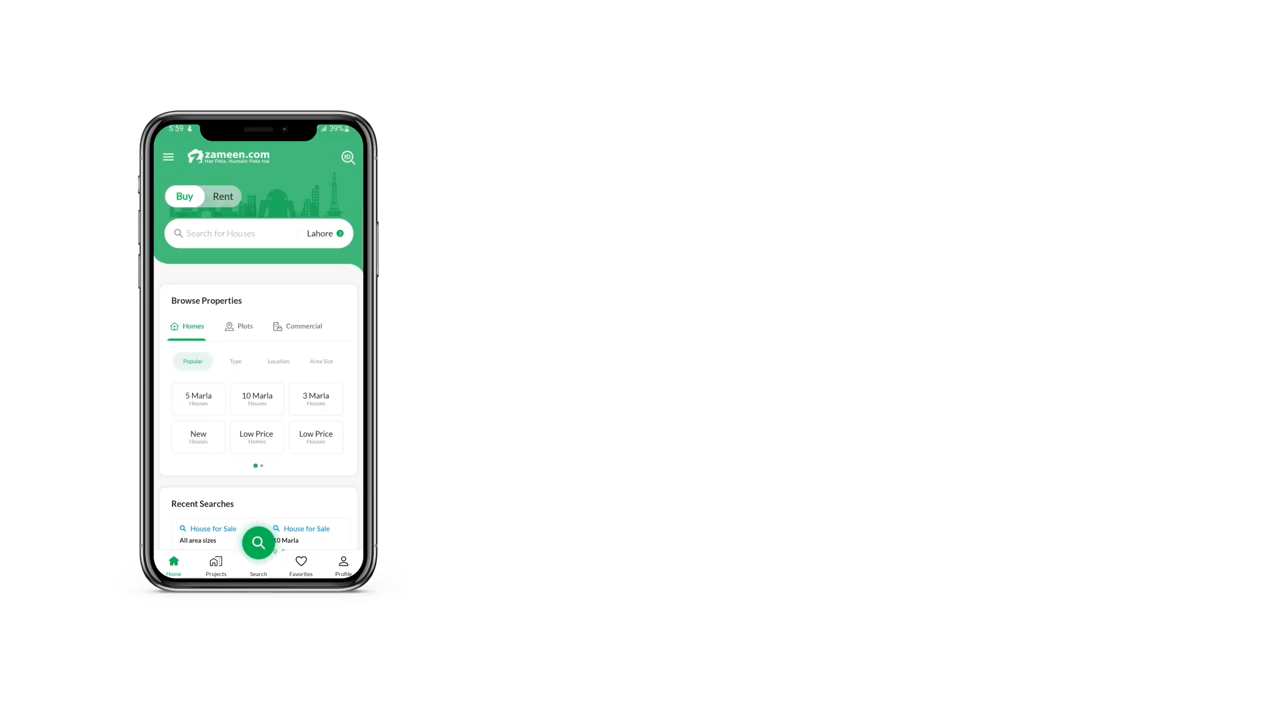 5:59 39%
zameen.com
Har Pata, Humain Pata Hai
Buy Rent
Search for Houses Lahore
Browse Properties
Homes Plots Commercial
Popular Type Location Area Size
5 Marla 10 Marla 3 Marla
Houses Houses Houses
New Low Price Low Price
Houses Homes Houses
Recent Searches
House for Sale House for Sale
All area sizes 10 Marla
Home Projects Search Favorites Profile